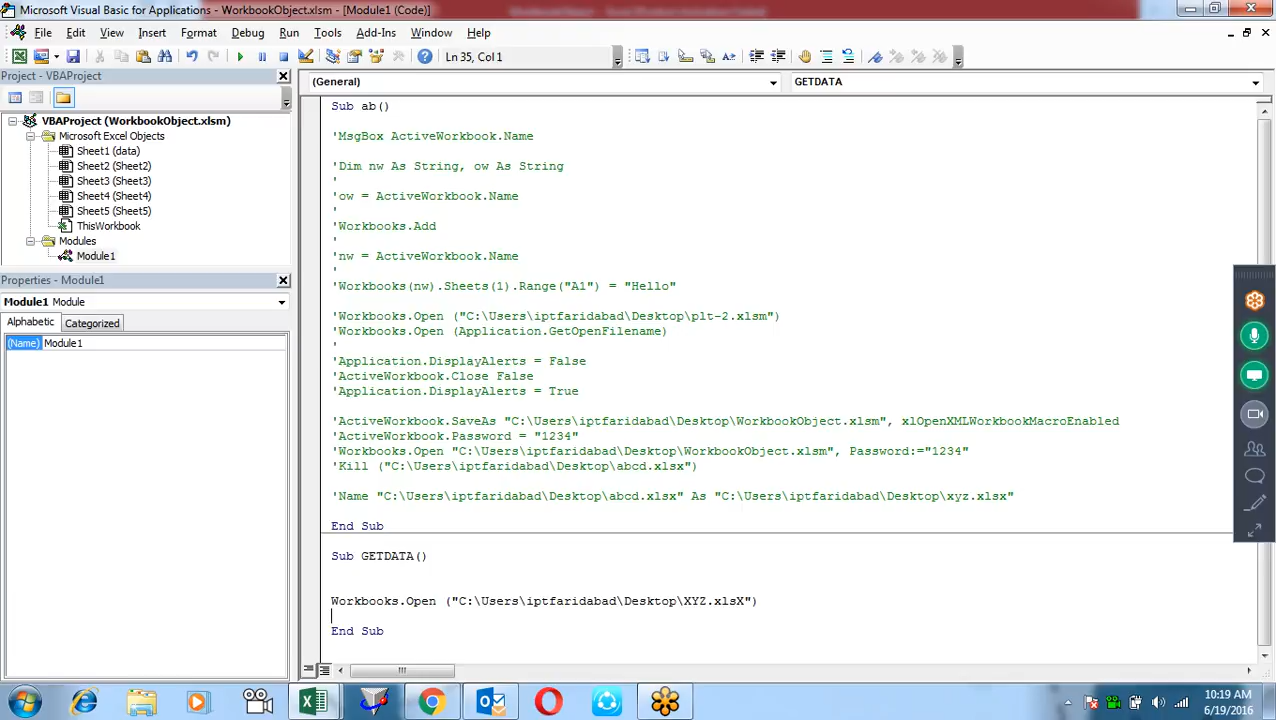 Microsoft Visual Basic for Applications - WorkbookObject.xlsm - [Module1 (Code)]
File Edit View Insert Format Debug Run Tools Add-Ins Window Help
Ln 35, Col 1
Project - VBAProject
(General)
GETDATA
VBAProject (WorkbookObject.xlsm)
Microsoft Excel Objects
Sheet1 (data)
Sheet2 (Sheet2)
Sheet3 (Sheet3)
Sheet4 (Sheet4)
Sheet5 (Sheet5)
ThisWorkbook
Modules
Module1
Properties - Module1
Module1 Module
Alphabetic Categorized
(Name) Module1
Sub ab()
'MsgBox ActiveWorkbook.Name
'Dim nw As String, ow As String
'
'ow = ActiveWorkbook.Name
'
'Workbooks.Add
'
'nw = ActiveWorkbook.Name
'
'Workbooks(nw).Sheets(1).Range("A1") = "Hello"
'Workbooks.Open ("C:\Users\iptfaridabad\Desktop\plt-2.xlsm")
'Workbooks.Open (Application.GetOpenFilename)
'
'Application.DisplayAlerts = False
'ActiveWorkbook.Close False
'Application.DisplayAlerts = True
'ActiveWorkbook.SaveAs "C:\Users\iptfaridabad\Desktop\WorkbookObject.xlsm", xlOpenXMLWorkbookMacroEnabled
'ActiveWorkbook.Password = "1234"
'Workbooks.Open "C:\Users\iptfaridabad\Desktop\WorkbookObject.xlsm", Password:="1234"
'Kill ("C:\Users\iptfaridabad\Desktop\abcd.xlsx")
'Name "C:\Users\iptfaridabad\Desktop\abcd.xlsx" As "C:\Users\iptfaridabad\Desktop\xyz.xlsx"
End Sub
Sub GETDATA()
Workbooks.Open ("C:\Users\iptfaridabad\Desktop\XYZ.xlsX")
End Sub
10:19 AM
6/19/2016